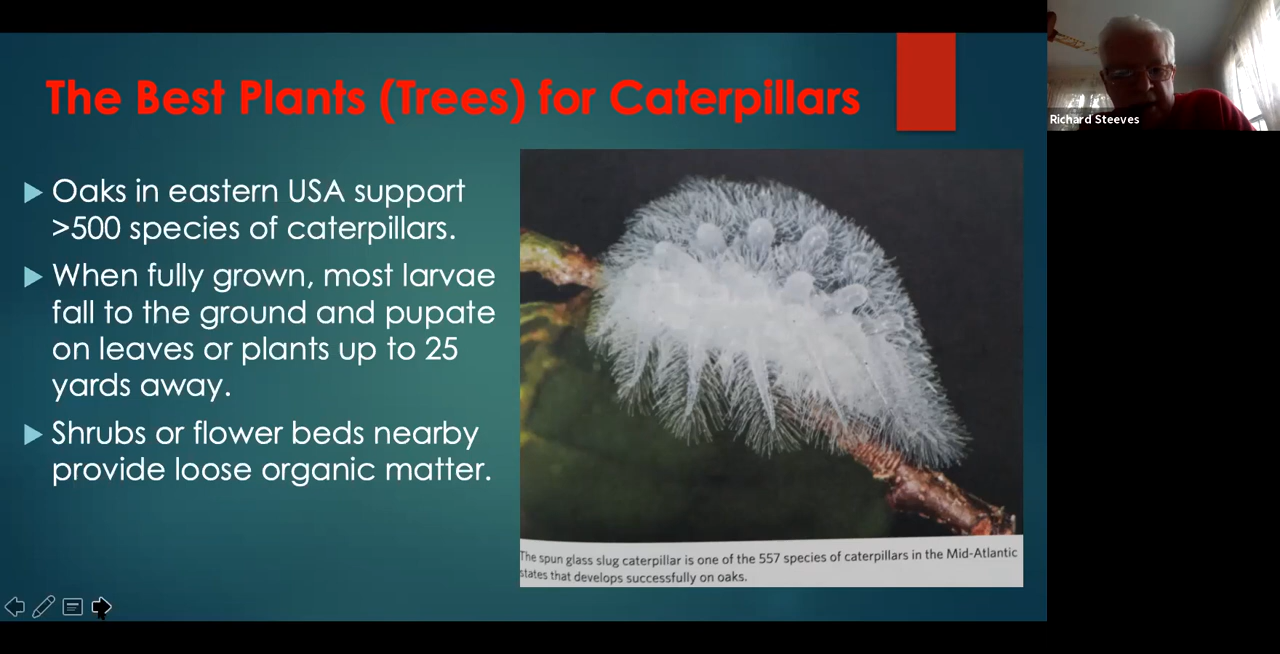 The Best Plants (Trees) for Caterpillars
Richard Steeves
Oaks in eastern USA support
>500 species of caterpillars.
When fully grown, most larvae
fall to the ground and pupate
on leaves or plants up to 25
yards away.
Shrubs or flower beds nearby
provide loose organic matter.
The spun glass slug caterpillar is one of the 557 species of caterpillars in the Mid-Atlantic
states that develops successfully on oaks.